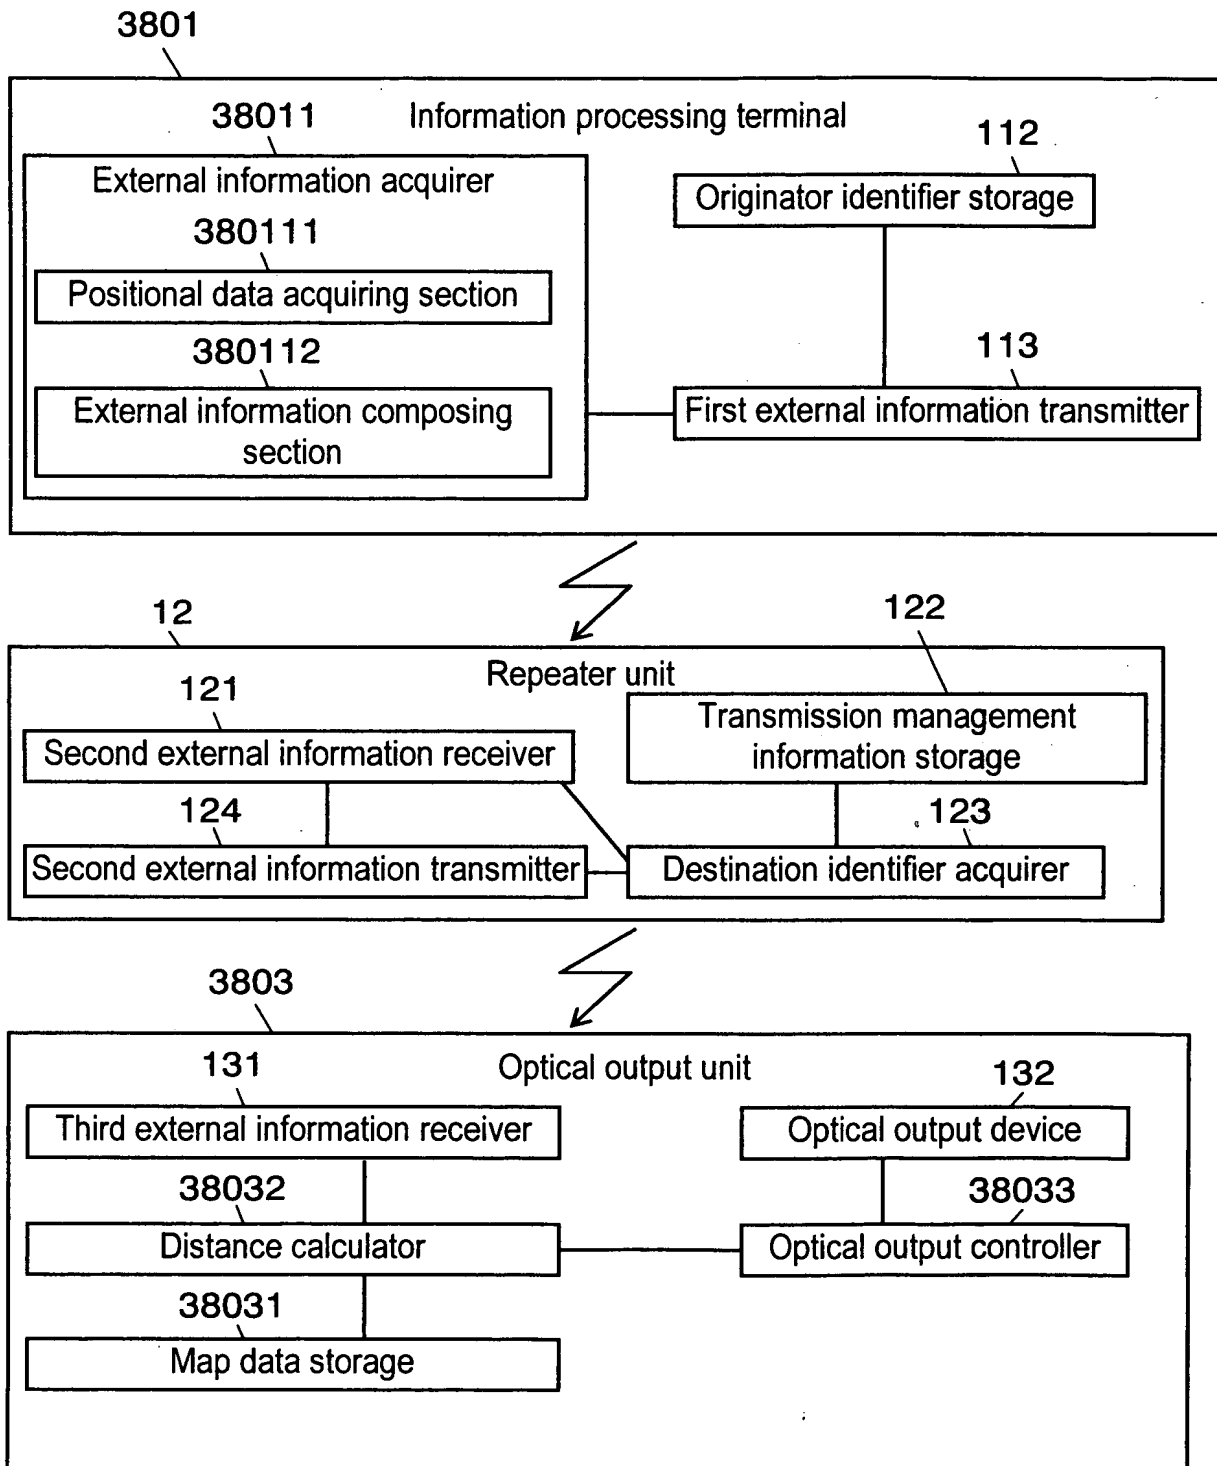 3801
38011
Information processing terminal
112
External information acquirer
Originator identifier storage
380111
Positional data acquiring section
380112
113
External information composing
section
First external information transmitter
12
122
Repeater unit
121
Transmission management
information storage
Second external information receiver
124
123
Second external information transmitter
Destination identifier acquirer
3803
131
Optical output unit
132
Third external information receiver
Optical output device
38032
38033
Distance calculator
Optical output controller
38031
Map data storage